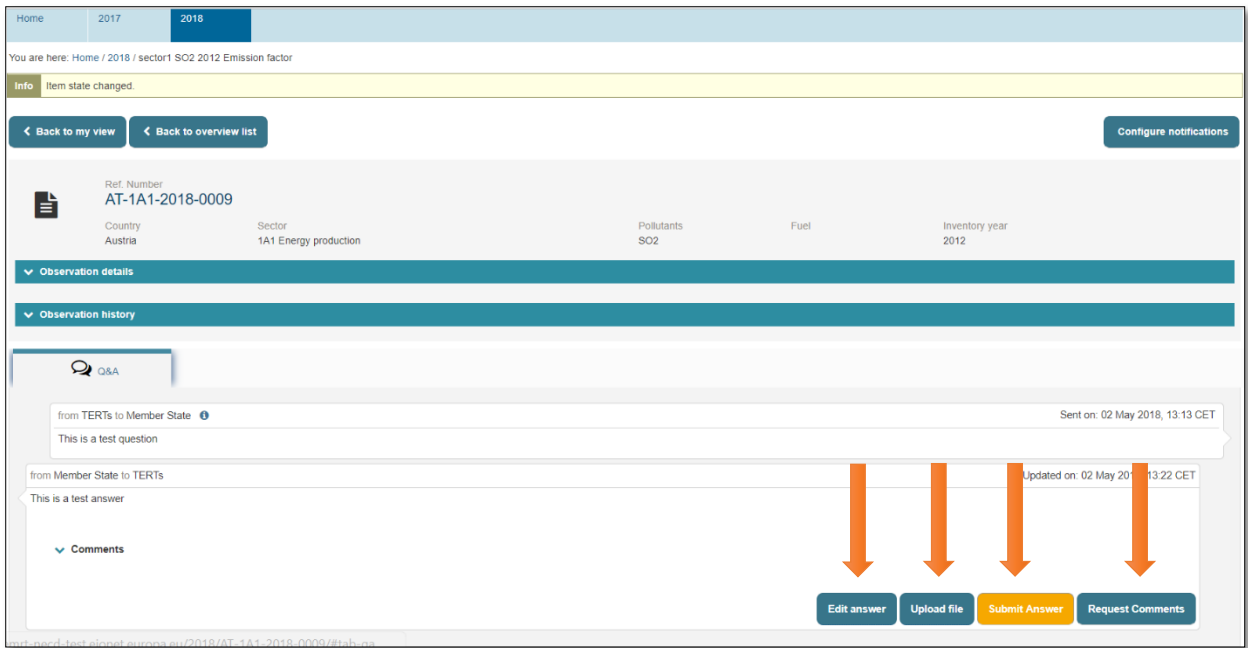 Home 2017 2018
You are here: Home / 2018 / sector1 SO2 2012 Emission factor
Info Item state changed.
Back to my view Back to overview list Configure notifications
Ref. Number
AT-1A1-2018-0009
Country Sector Pollutants Fuel Inventory year
Austria 1A1 Energy production SO2 2012
Observation details
Observation history
Q&A
from TERTs to Member State Sent on: 02 May 2018, 13:13 CET
This is a test question
from Member State to TERTs Updated on: 02 May 13:22 CET
This is a test answer
Comments
Edit answer Upload file Submit Answer Request Comments